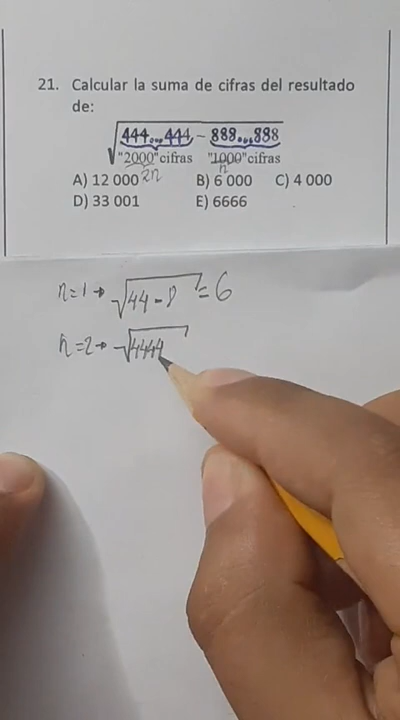 21. Calcular la suma de cifras del resultado
de:
√444...444 - 888...888
"2000"cifras "1000"cifras
2n n
A) 12 000 B) 6 000 C) 4 000
D) 33 001 E) 6666
n=1 → √44-8 = 6
n=2 → √4444